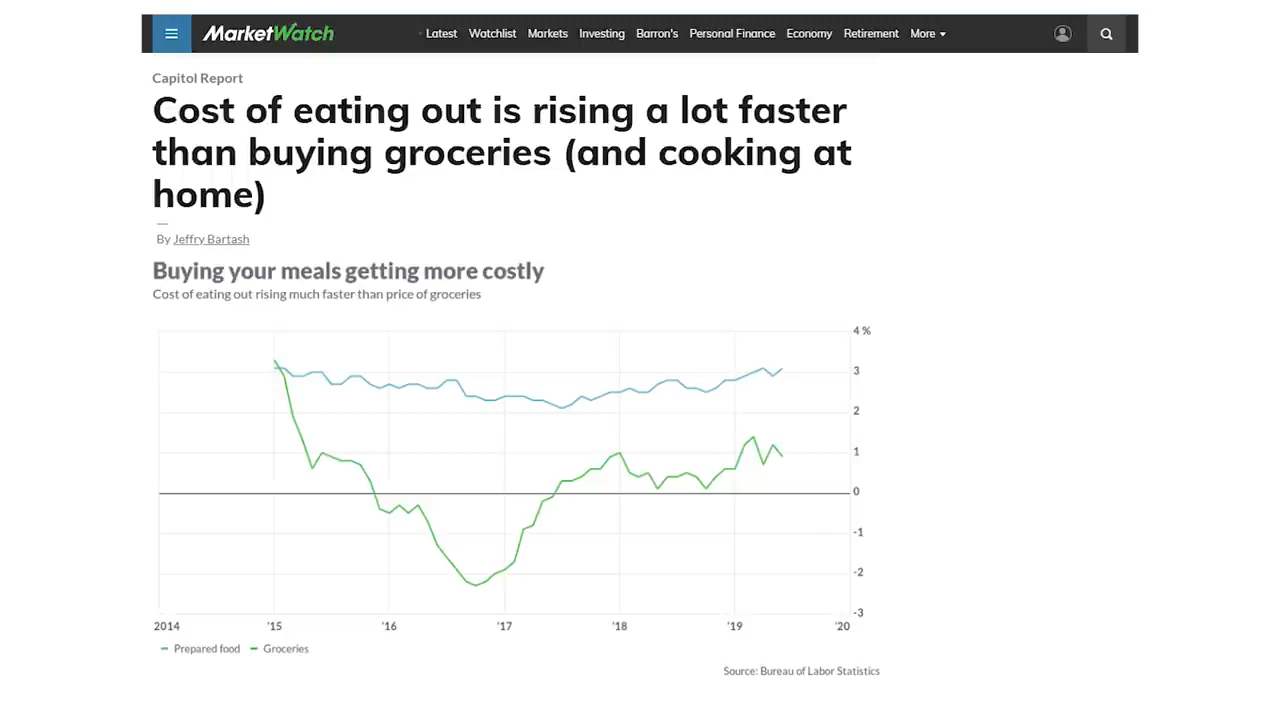 MarketWatch Latest Watchlist Markets Investing Barron's Personal Finance Economy Retirement More
Capitol Report
Cost of eating out is rising a lot faster
than buying groceries (and cooking at
home)
By Jeffry Bartash
Buying your meals getting more costly
Cost of eating out rising much faster than price of groceries
4 %
3
2
1
0
-1
-2
-3
2014 '15 '16 '17 '18 '19 '20
Prepared food Groceries
Source: Bureau of Labor Statistics